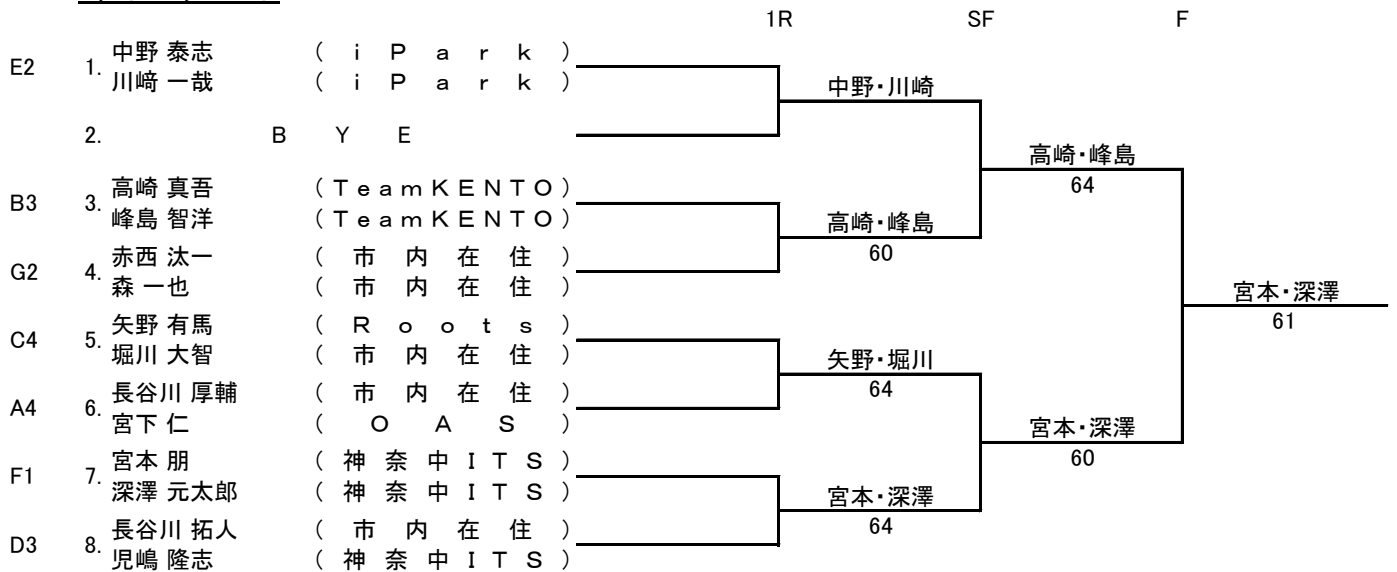 1R SF F
E2 1. 中野 泰志 ( i P a r k )
川﨑 一哉 ( i P a r k )
中野・川崎
2. B Y E
高崎・峰島
64
B3 3. 高崎 真吾 (TeamKENTO)
峰島 智洋 (TeamKENTO)
高崎・峰島
60
G2 4. 赤西 汰一 ( 市 内 在 住 )
森 一也 ( 市 内 在 住 )
宮本・深澤
61
C4 5. 矢野 有馬 ( R o o t s )
堀川 大智 ( 市 内 在 住 )
矢野・堀川
64
A4 6. 長谷川 厚輔 ( 市 内 在 住 )
宮下 仁 ( O A S )
宮本・深澤
60
F1 7. 宮本 朋 ( 神 奈 中 I T S )
深澤 元太郎 ( 神 奈 中 I T S )
宮本・深澤
64
D3 8. 長谷川 拓人 ( 市 内 在 住 )
児嶋 隆志 ( 神 奈 中 I T S )